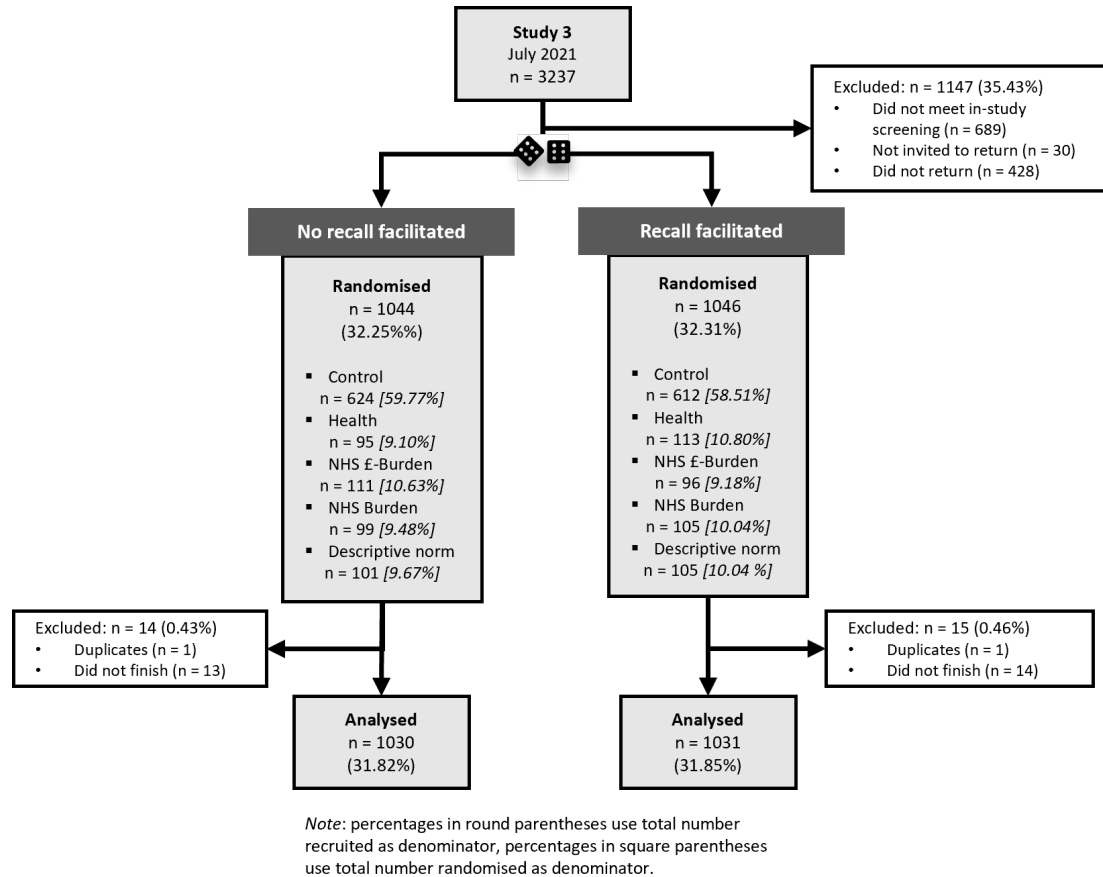 Study 3
July 2021
n = 3237
Excluded: n = 1147 (35.43%)
• Did not meet in-study
screening (n = 689)
• Not invited to return (n = 30)
• Did not return (n = 428)
No recall facilitated
Randomised
n = 1044
(32.25%%)
▪ Control
n = 624 [59.77%]
▪ Health
n = 95 [9.10%]
▪ NHS £-Burden
n = 111 [10.63%]
▪ NHS Burden
n = 99 [9.48%]
▪ Descriptive norm
n = 101 [9.67%]
Recall facilitated
Randomised
n = 1046
(32.31%)
▪ Control
n = 612 [58.51%]
▪ Health
n = 113 [10.80%]
▪ NHS £-Burden
n = 96 [9.18%]
▪ NHS Burden
n = 105 [10.04%]
▪ Descriptive norm
n = 105 [10.04 %]
Excluded: n = 14 (0.43%)
• Duplicates (n = 1)
• Did not finish (n = 13)
Excluded: n = 15 (0.46%)
• Duplicates (n = 1)
• Did not finish (n = 14)
Analysed
n = 1030
(31.82%)
Analysed
n = 1031
(31.85%)
Note: percentages in round parentheses use total number
recruited as denominator, percentages in square parentheses
use total number randomised as denominator.